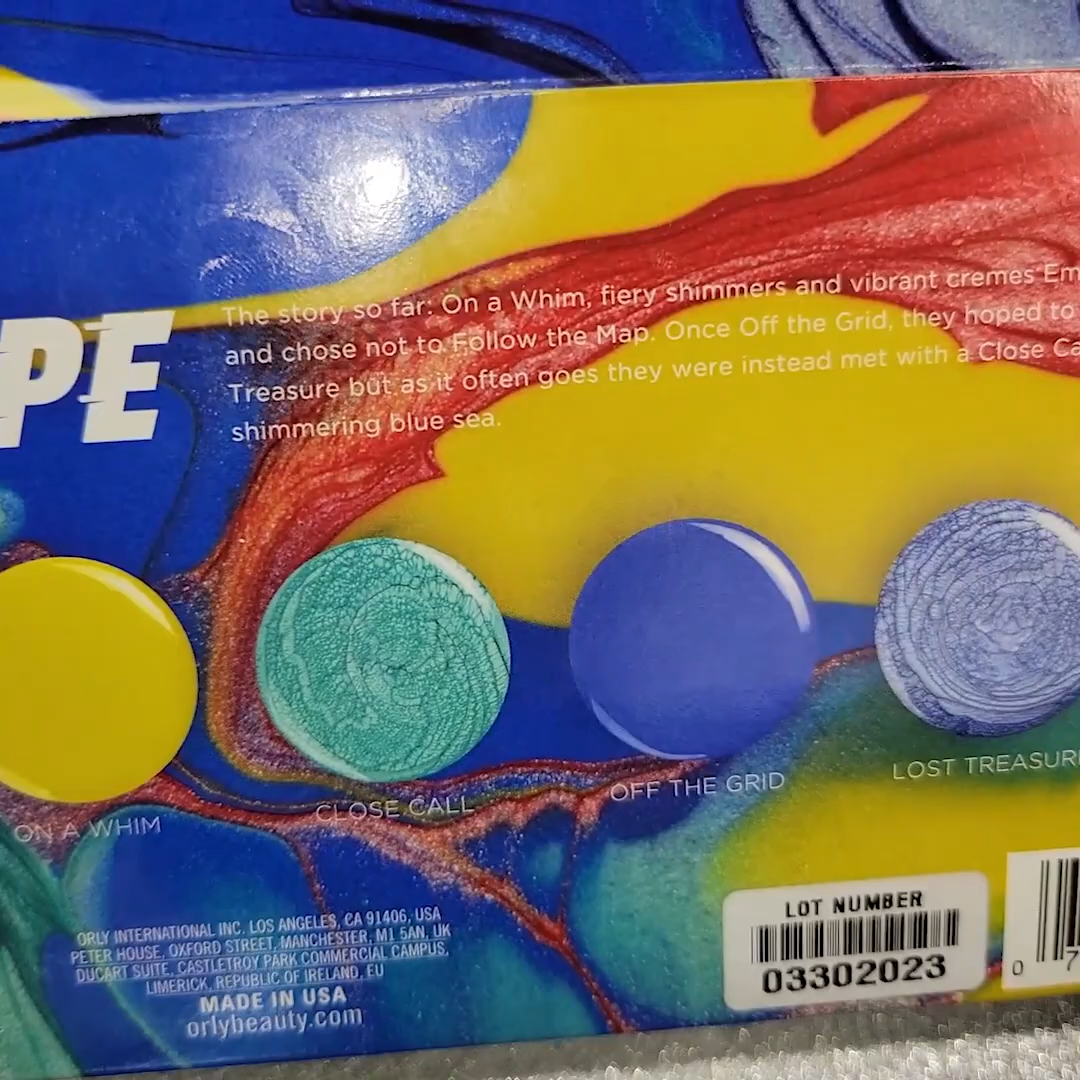 PE
The story so far: On a Whim, fiery shimmers and vibrant cremes Em
and chose not to Follow the Map. Once Off the Grid, they hoped to
Treasure but as it often goes they were instead met with a Close Ca
shimmering blue sea.
ON A WHIM
CLOSE CALL
OFF THE GRID
LOST TREASUR
ORLY INTERNATIONAL INC. LOS ANGELES, CA 91406, USA
PETER HOUSE, OXFORD STREET, MANCHESTER, M1 5AN, UK
DUCART SUITE, CASTLETROY PARK COMMERCIAL CAMPUS,
LIMERICK, REPUBLIC OF IRELAND, EU
MADE IN USA
orlybeauty.com
LOT NUMBER
03302023
0 7